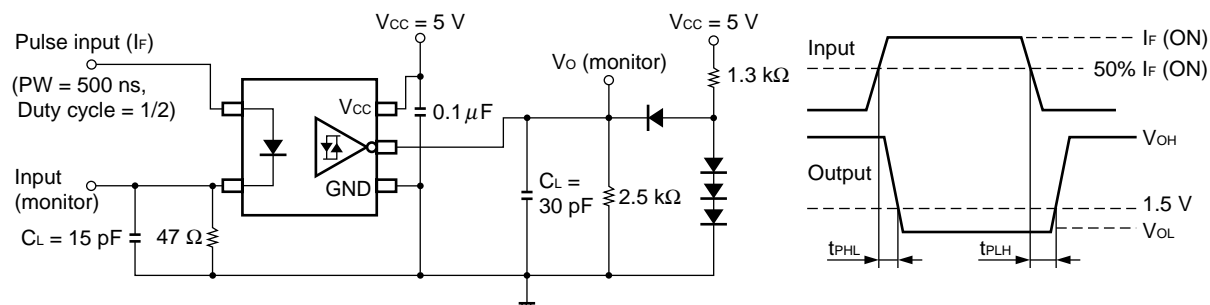 Pulse input (IF)
(PW = 500 ns,
Duty cycle = 1/2)
Input
(monitor)
CL = 15 pF
47 Ω
VCC
GND
VCC = 5 V
0.1 μF
VO (monitor)
CL =
30 pF
2.5 kΩ
VCC = 5 V
1.3 kΩ
Input
IF (ON)
50% IF (ON)
Output
VOH
1.5 V
VOL
tPHL
tPLH